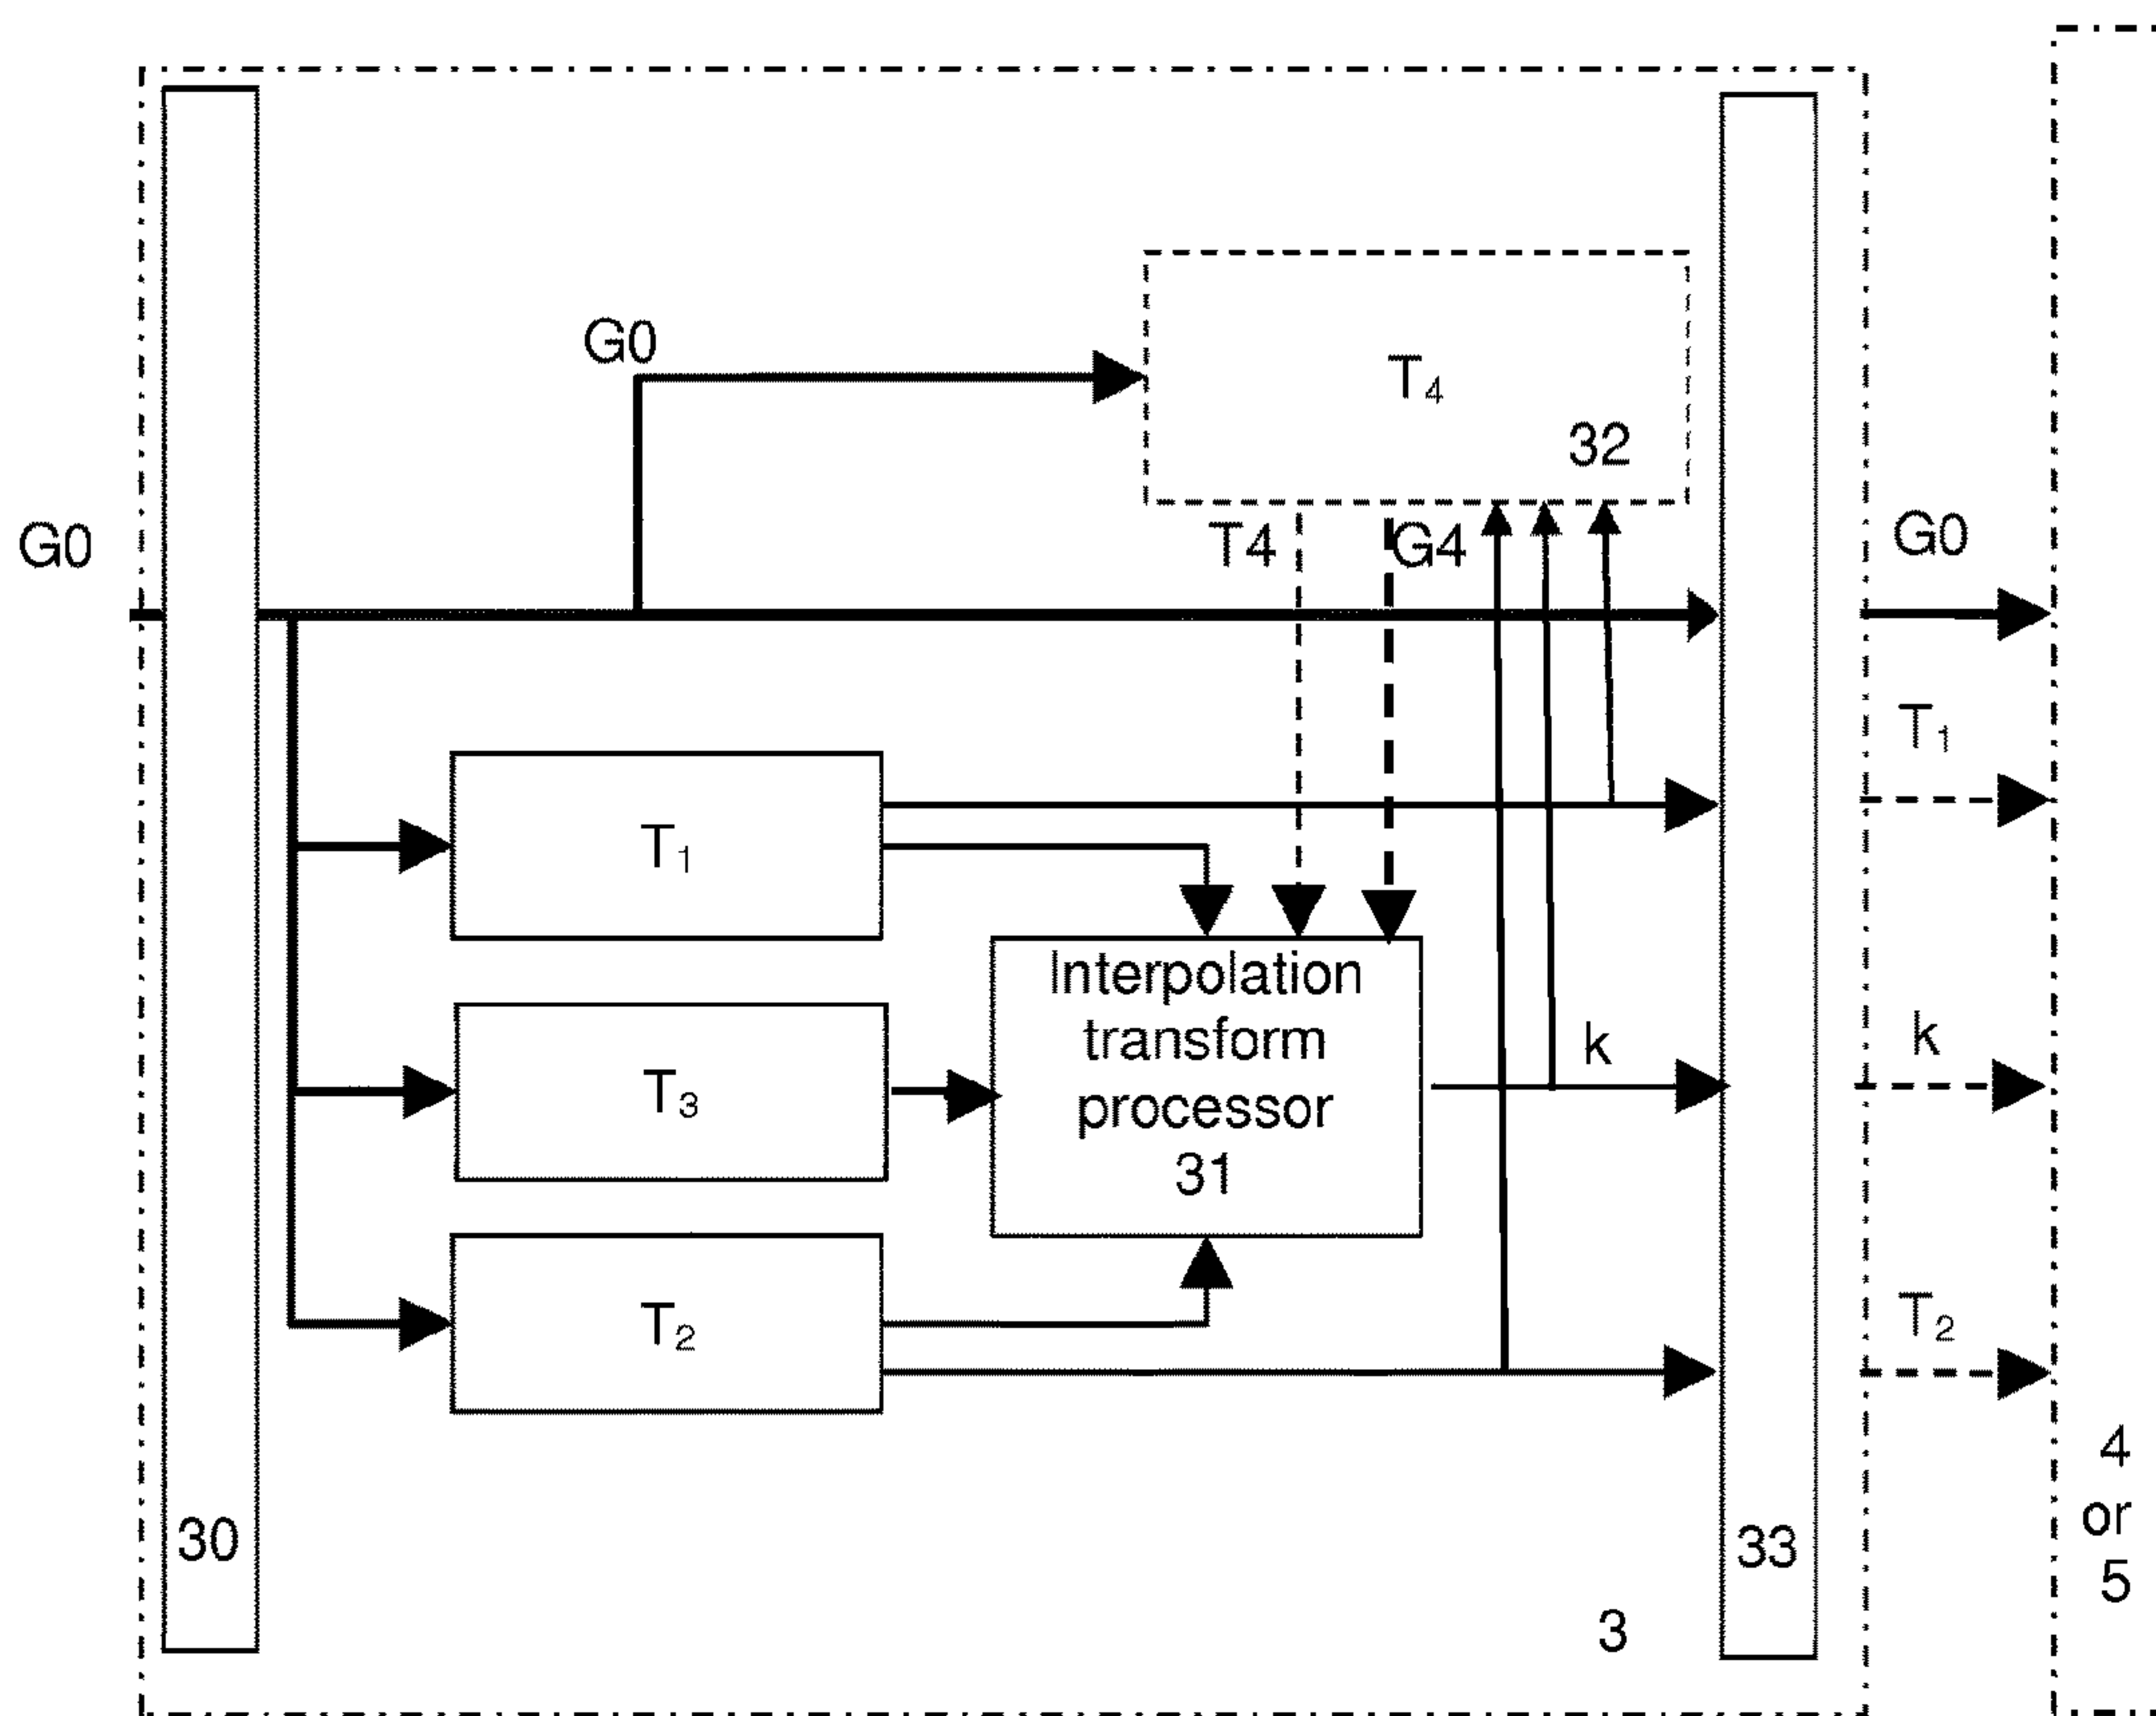 G0
T₄
32
G0
T4
G4
G0
T₁
T₁
Interpolation
transform
processor
31
T₃
k
k
T₂
T₂
4
or
5
30
33
3